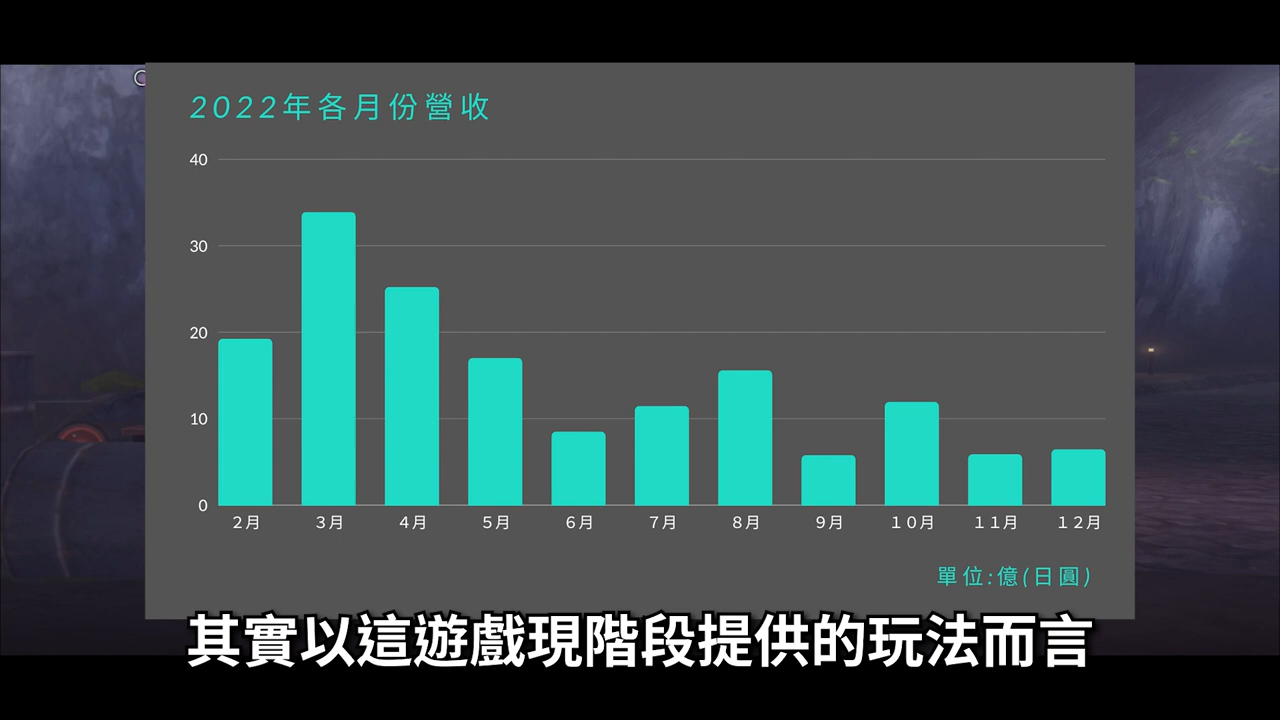 2022年各月份營收
40
30
20
10
0
2月 3月 4月 5月 6月 7月 8月 9月 10月 11月 12月
單位:億(日圓)
其實以這遊戲現階段提供的玩法而言